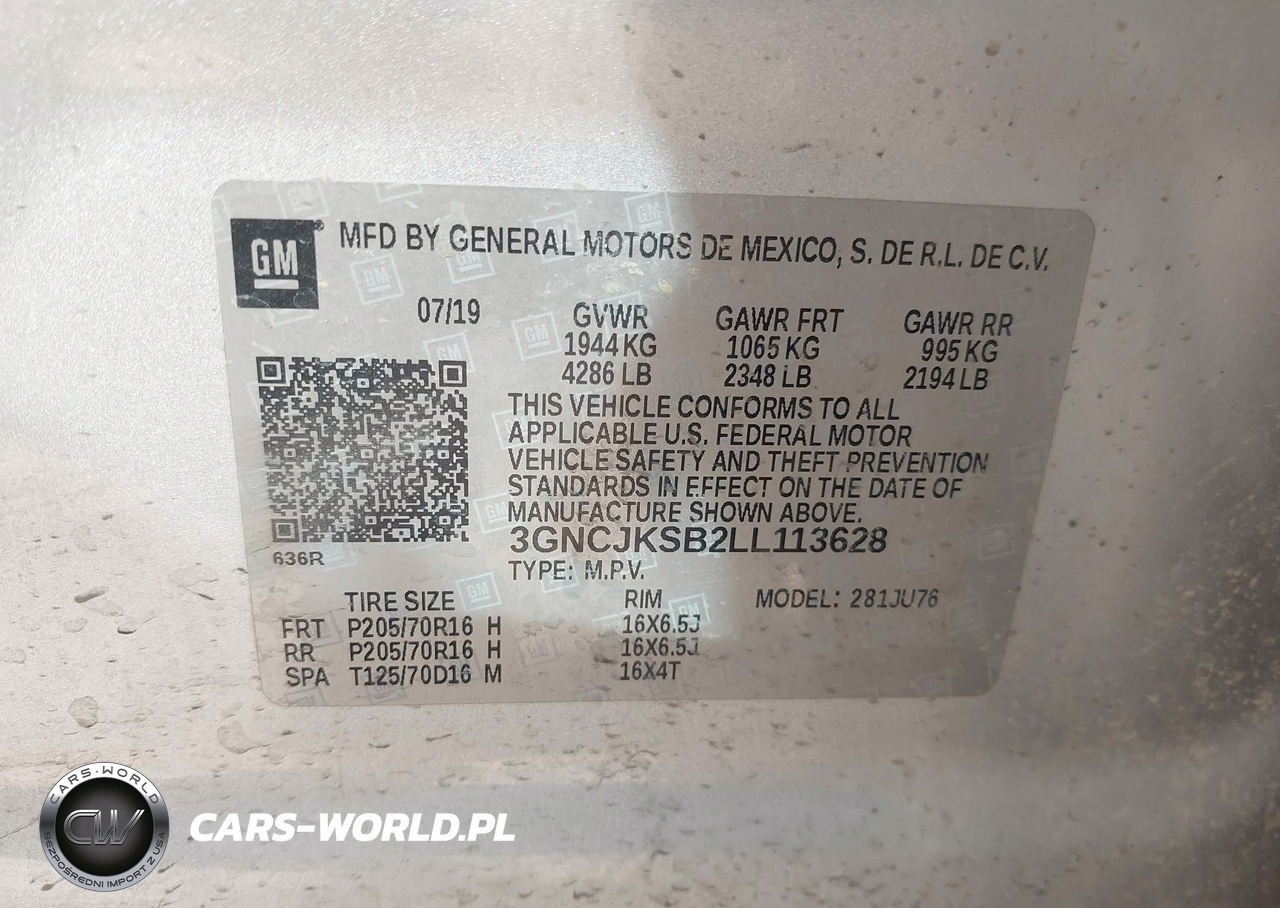 GM ® MFD BY GENERAL MOTORS DE MEXICO, S. DE R.L. DE C.V.
07/19 GVWR GAWR FRT GAWR RR
1944 KG 1065 KG 995 KG
4286 LB 2348 LB 2194 LB
THIS VEHICLE CONFORMS TO ALL
APPLICABLE U.S. FEDERAL MOTOR
VEHICLE SAFETY AND THEFT PREVENTION
STANDARDS IN EFFECT ON THE DATE OF
MANUFACTURE SHOWN ABOVE.
3GNCJKSB2LL113628
636R
TYPE: M.P.V.
TIRE SIZE RIM MODEL: 281JU76
FRT P205/70R16 H 16X6.5J
RR P205/70R16 H 16X6.5J
SPA T125/70D16 M 16X4T
CARS-WORLD
CW
BEZPOŚREDNI IMPORT Z USA
CARS-WORLD.PL